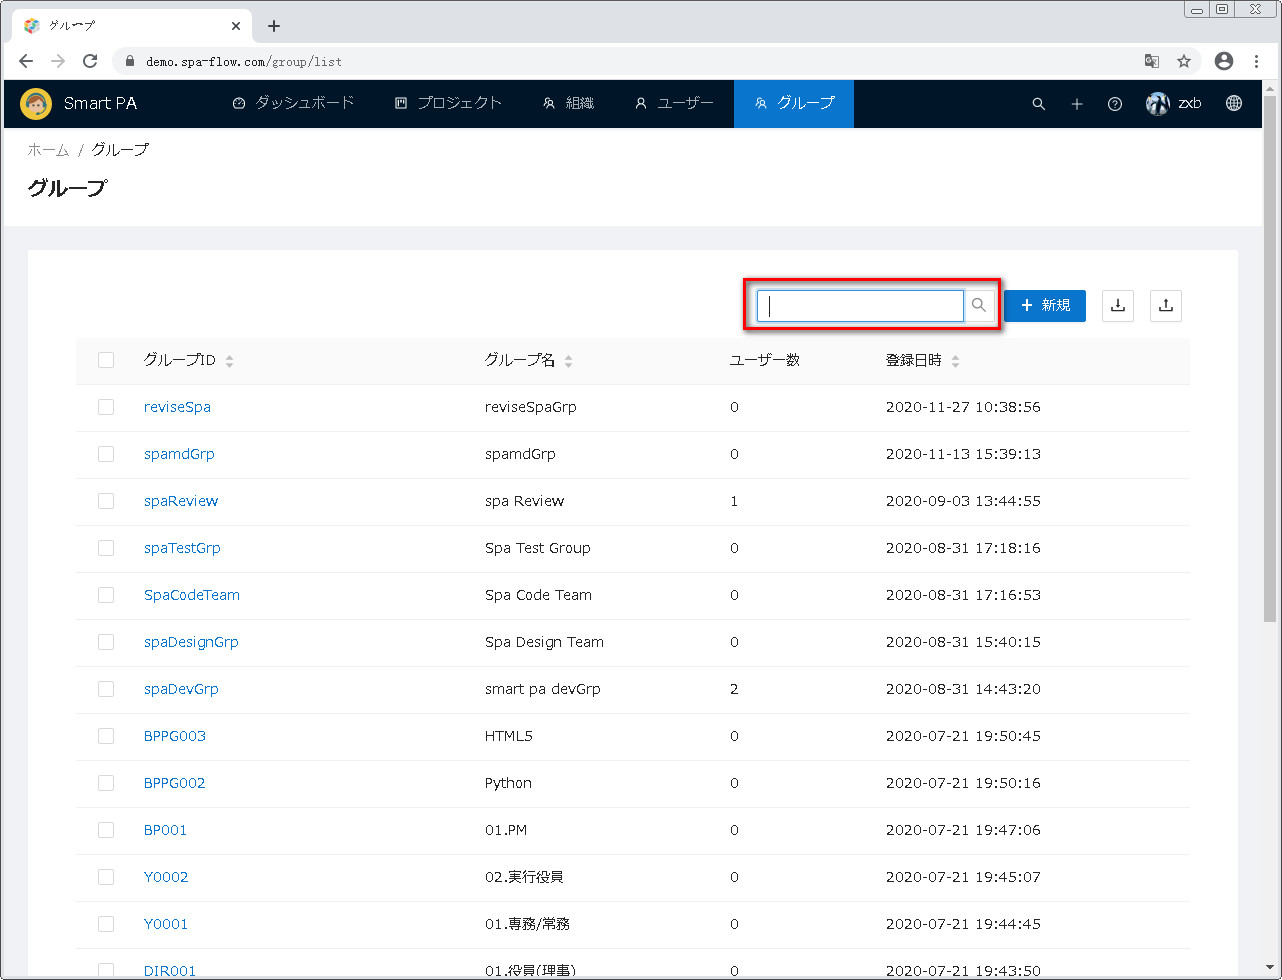 グループ
demo.spa-flow.com/group/list
Smart PA ダッシュボード プロジェクト 組織 ユーザー グループ zxb
ホーム / グループ
グループ
新規
グループID グループ名 ユーザー数 登録日時
reviseSpa reviseSpaGrp 0 2020-11-27 10:38:56
spamdGrp spamdGrp 0 2020-11-13 15:39:13
spaReview spa Review 1 2020-09-03 13:44:55
spaTestGrp Spa Test Group 0 2020-08-31 17:18:16
SpaCodeTeam Spa Code Team 0 2020-08-31 17:16:53
spaDesignGrp Spa Design Team 0 2020-08-31 15:40:15
spaDevGrp smart pa devGrp 2 2020-08-31 14:43:20
BPPG003 HTML5 0 2020-07-21 19:50:45
BPPG002 Python 0 2020-07-21 19:50:16
BP001 01.PM 0 2020-07-21 19:47:06
Y0002 02.実行役員 0 2020-07-21 19:45:07
Y0001 01.専務/常務 0 2020-07-21 19:44:45
DIR001 01.役員(理事) 0 2020-07-21 19:43:50